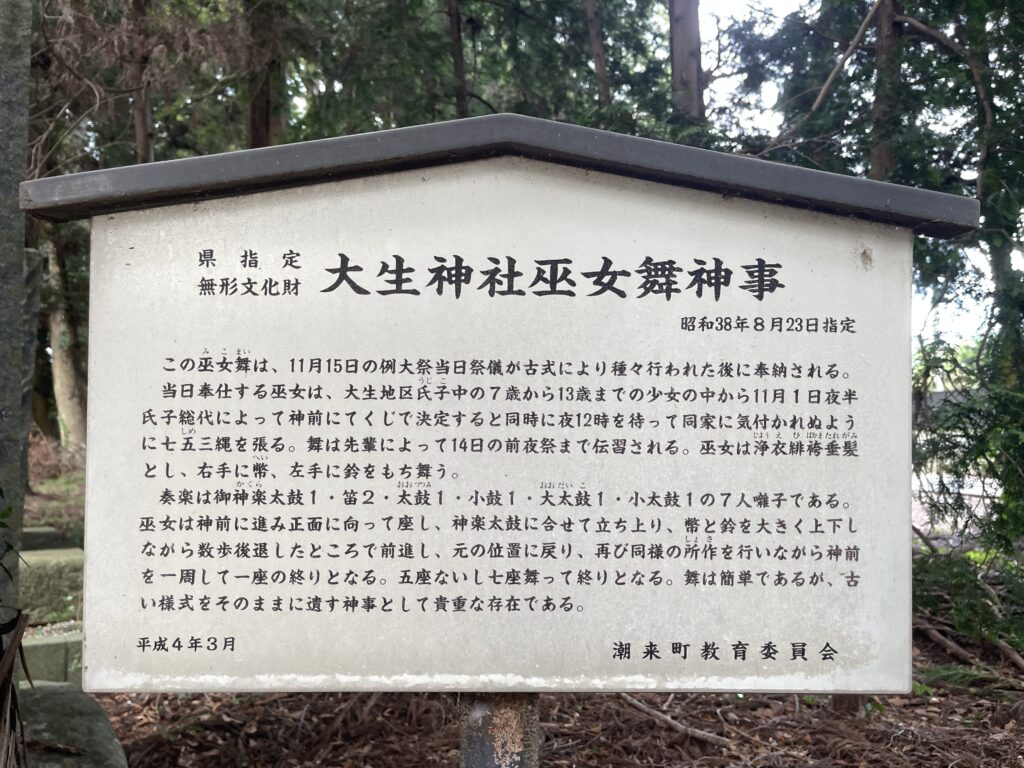 県指定
無形文化財
大生神社巫女舞神事
昭和38年8月23日指定
この巫女舞は、11月15日の例大祭当日祭儀が古式により種々行われた後に奉納される。
当日奉仕する巫女は、大生地区氏子中の7歳から13歳までの少女の中から11月1日夜半
氏子総代によって神前にてくじで決定すると同時に夜12時を待って同家に気付かれぬよう
に七五三縄を張る。舞は先輩によって14日の前夜祭まで伝習される。巫女は浄衣緋袴垂髪
とし、右手に幣、左手に鈴をもち舞う。
奏楽は御神楽太鼓1・笛2・太鼓1・小鼓1・大太鼓1・小太鼓1の7人囃子である。
巫女は神前に進み正面に向って座し、神楽太鼓に合せて立ち上り、幣と鈴を大きく上下し
ながら数歩後退したところで前進し、元の位置に戻り、再び同様の所作を行いながら神前
を一周して一座の終りとなる。五座ないし七座舞って終りとなる。舞は簡単であるが、古
い様式をそのままに遺す神事として貴重な存在である。
平成4年3月
潮来町教育委員会